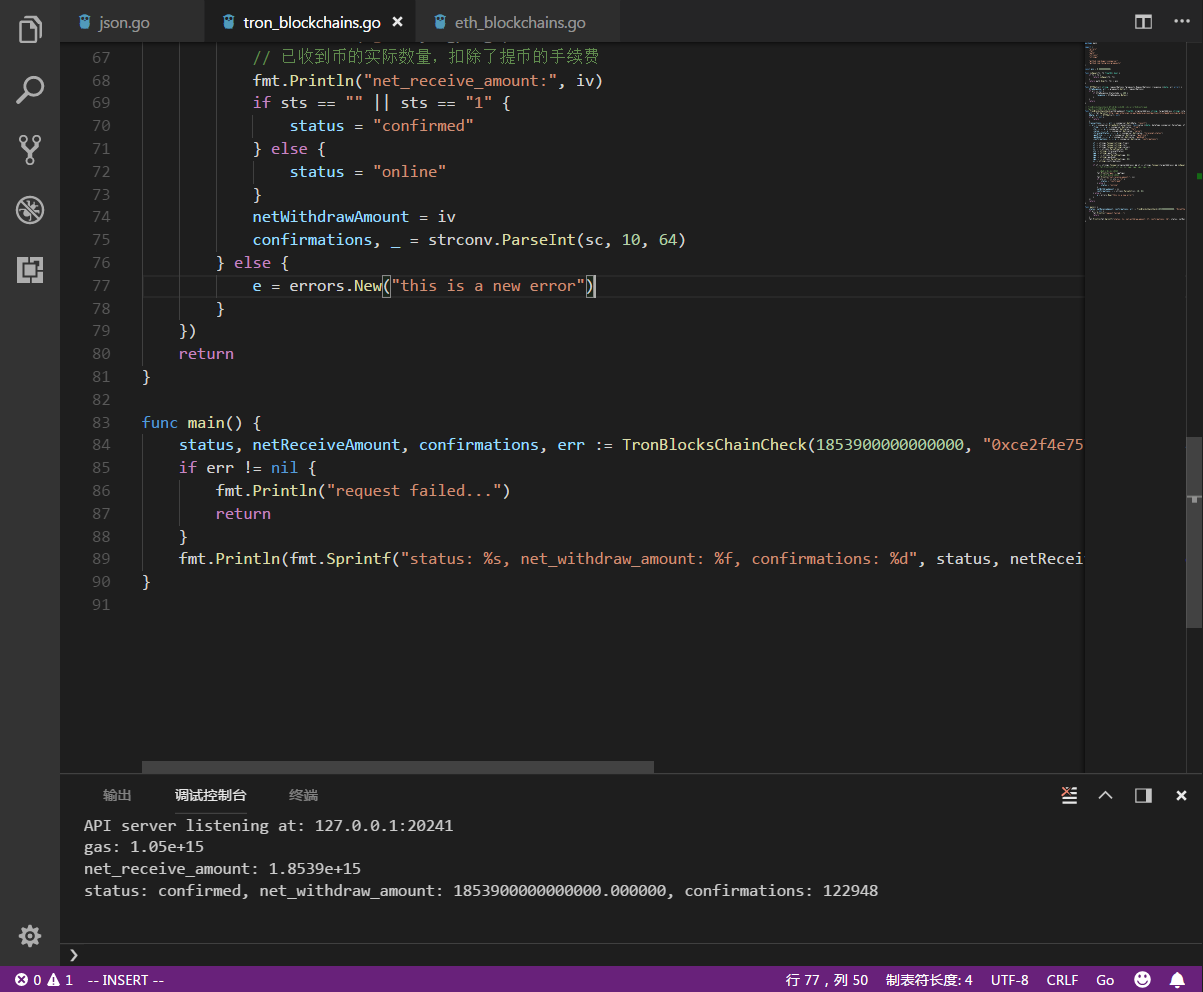 json.go tron_blockchains.go eth_blockchains.go
67 // 已收到币的实际数量，扣除了提币的手续费
68 fmt.Println("net_receive_amount:", iv)
69 if sts == "" || sts == "1" {
70 status = "confirmed"
71 } else {
72 status = "online"
73 }
74 netWithdrawAmount = iv
75 confirmations, _ = strconv.ParseInt(sc, 10, 64)
76 } else {
77 e = errors.New("this is a new error")
78 }
79 })
80 return
81 }
82
83 func main() {
84 status, netReceiveAmount, confirmations, err := TronBlocksChainCheck(1853900000000000, "0xce2f4e75
85 if err != nil {
86 fmt.Println("request failed...")
87 return
88 }
89 fmt.Println(fmt.Sprintf("status: %s, net_withdraw_amount: %f, confirmations: %d", status, netRecei
90 }
91
输出 调试控制台 终端
API server listening at: 127.0.0.1:20241
gas: 1.05e+15
net_receive_amount: 1.8539e+15
status: confirmed, net_withdraw_amount: 1853900000000000.000000, confirmations: 122948
0 1 -- INSERT -- 行 77，列 50 制表符长度: 4 UTF-8 CRLF Go